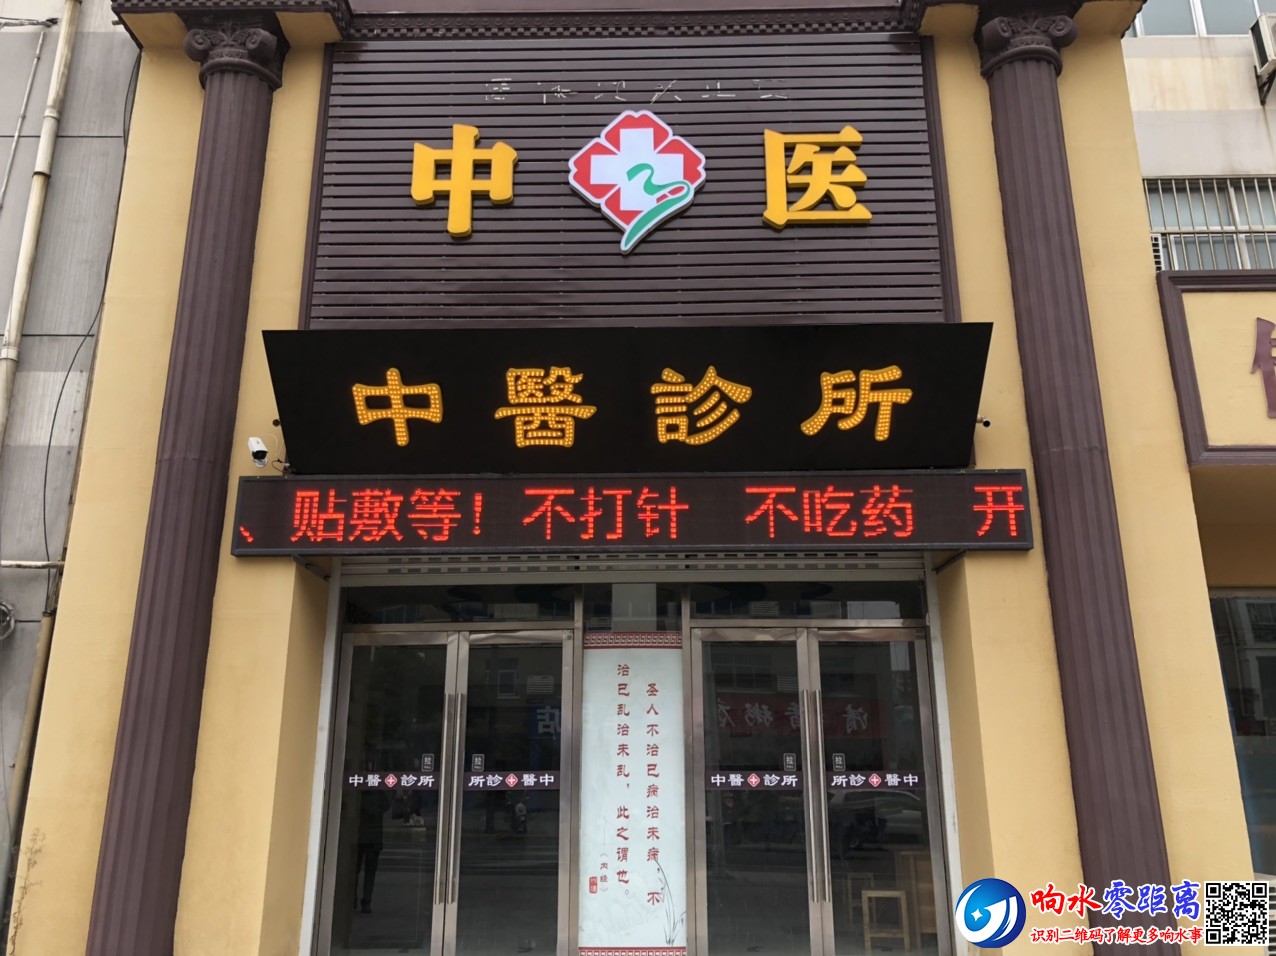 中 医
中醫診所
、贴敷等！不打针 不吃药 开
圣人不治已病治未病，不
治已乱治未乱，此之谓也。
《内经》
店
中醫診所
所診醫中
中醫診所
所診醫中
响水零距离
识别二维码了解更多响水事